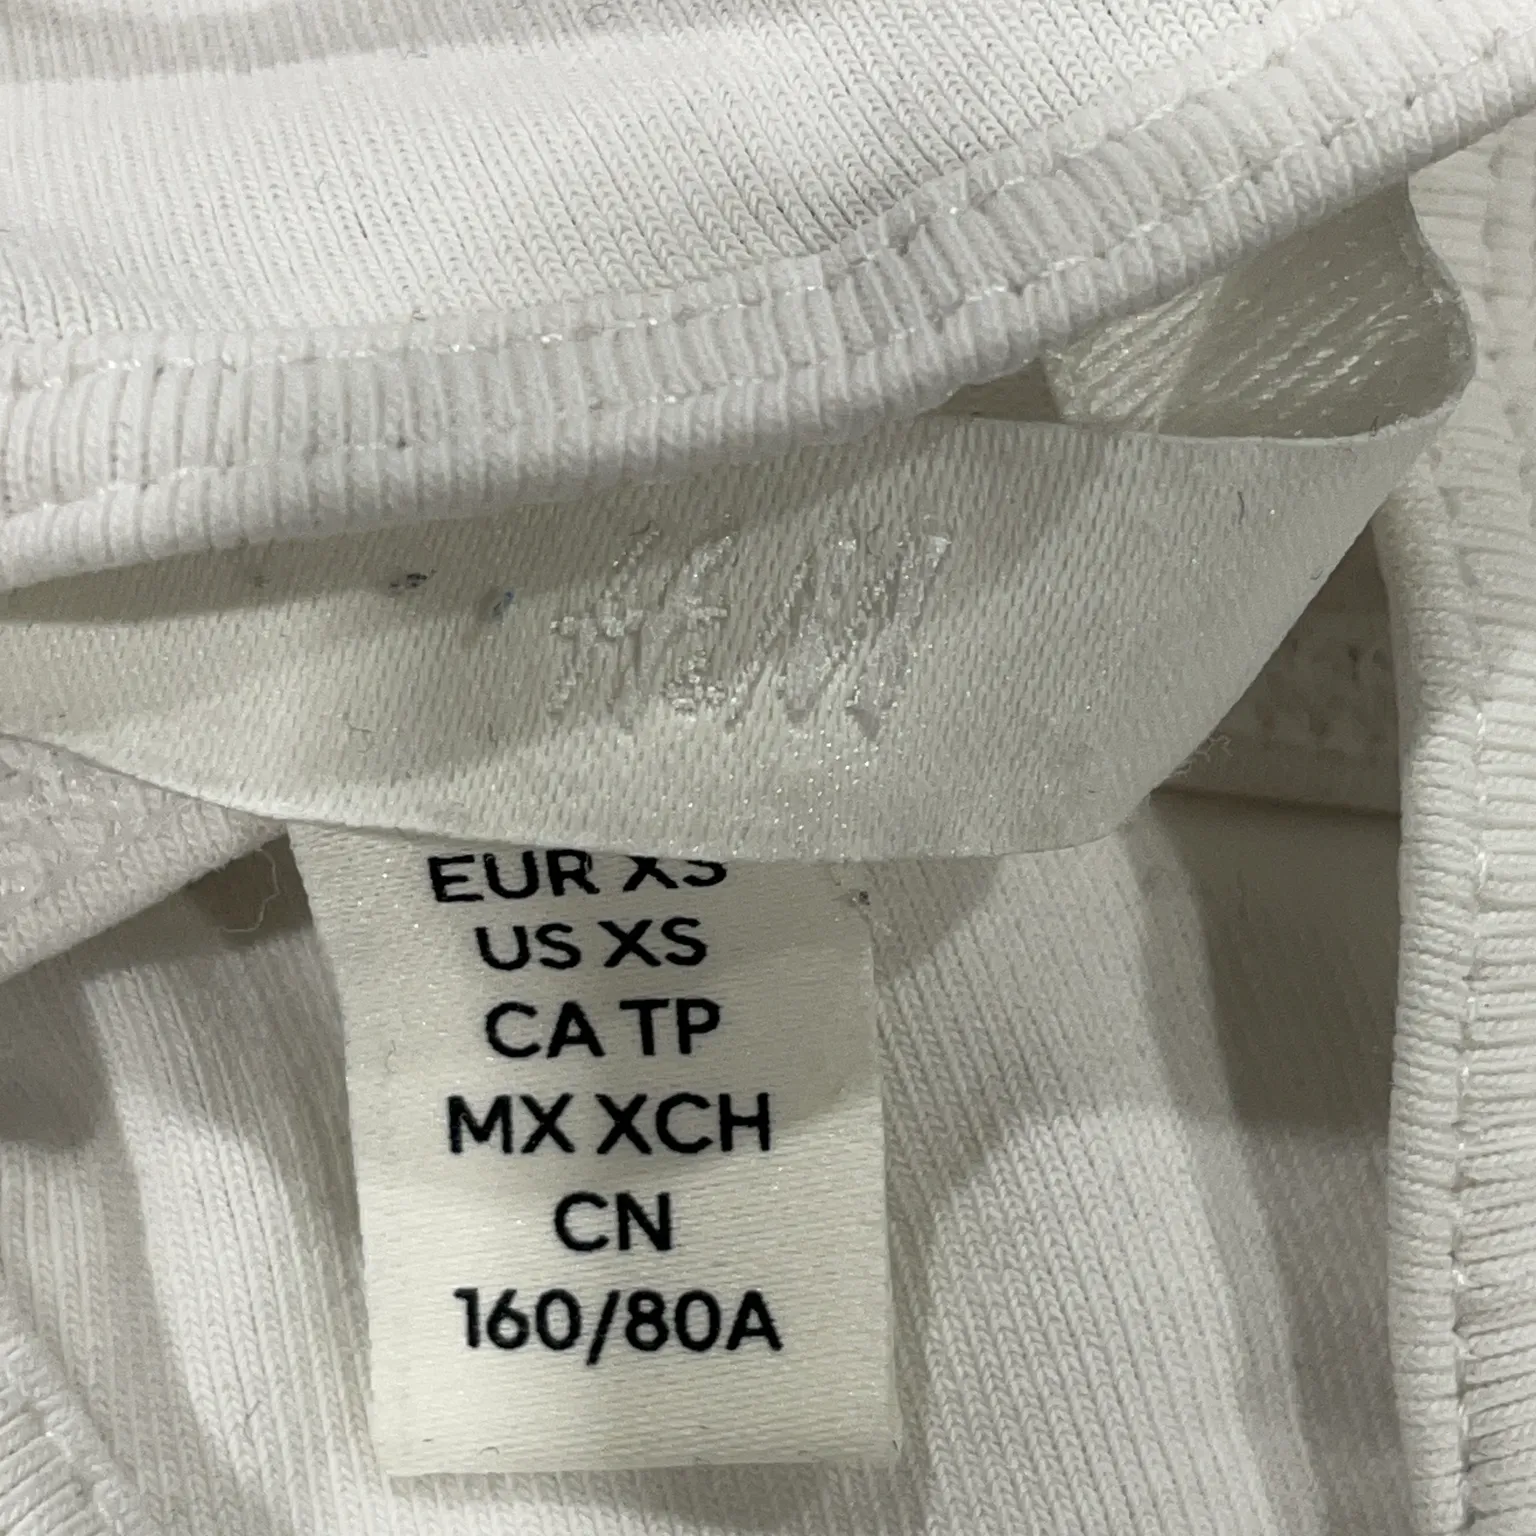 H&M
EUR XS
US XS
CA TP
MX XCH
CN
160/80A